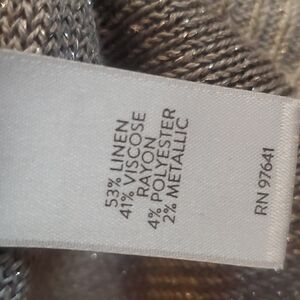 53% LINEN
41% VISCOSE
RAYON
4% POLYESTER
2% METALLIC
RN 97641